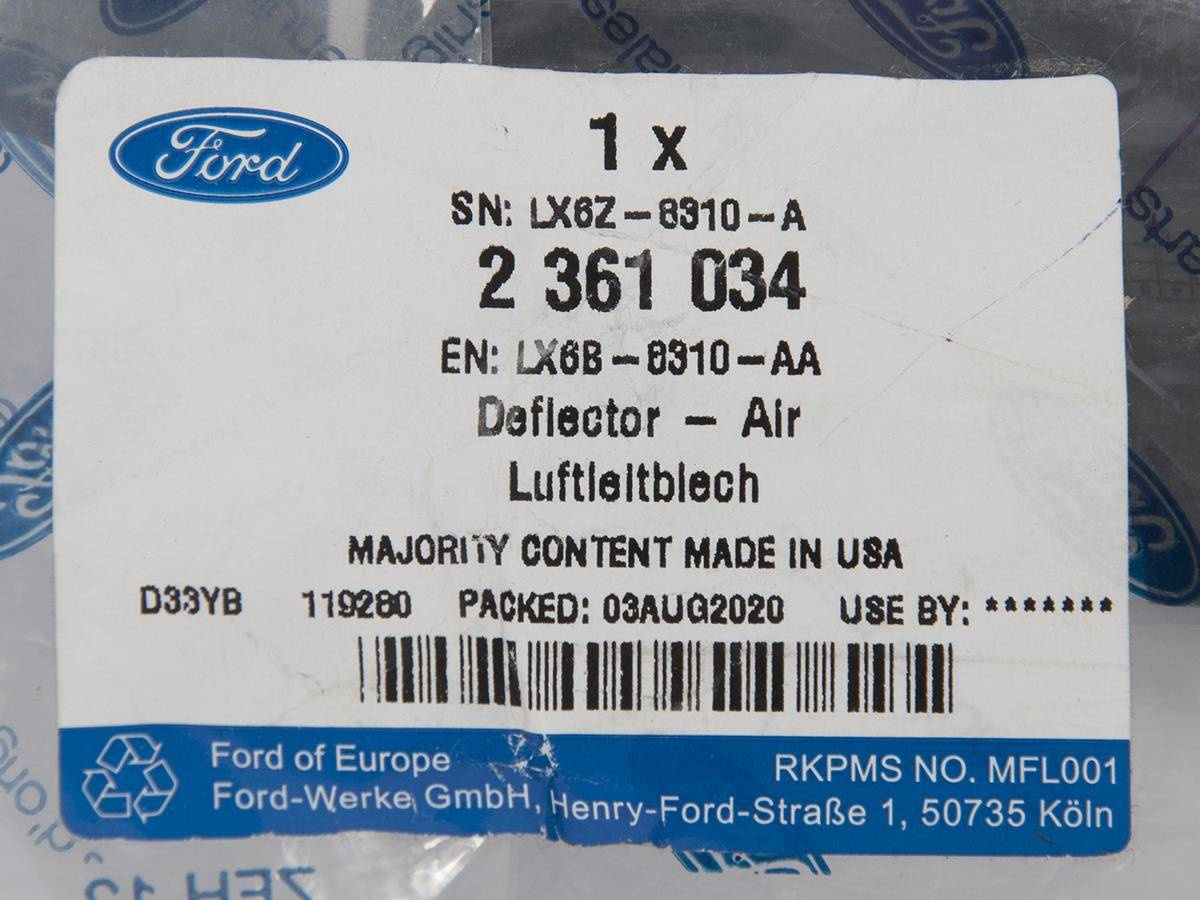 Ford
1 x
SN: LX6Z-8310-A
2 361 034
EN: LX6B-8310-AA
Deflector - Air
Luftleitblech
MAJORITY CONTENT MADE IN USA
D33YB 119280 PACKED: 03AUG2020 USE BY: *******
Ford of Europe
RKPMS NO. MFL001
Ford-Werke GmbH, Henry-Ford-Straße 1, 50735 Köln